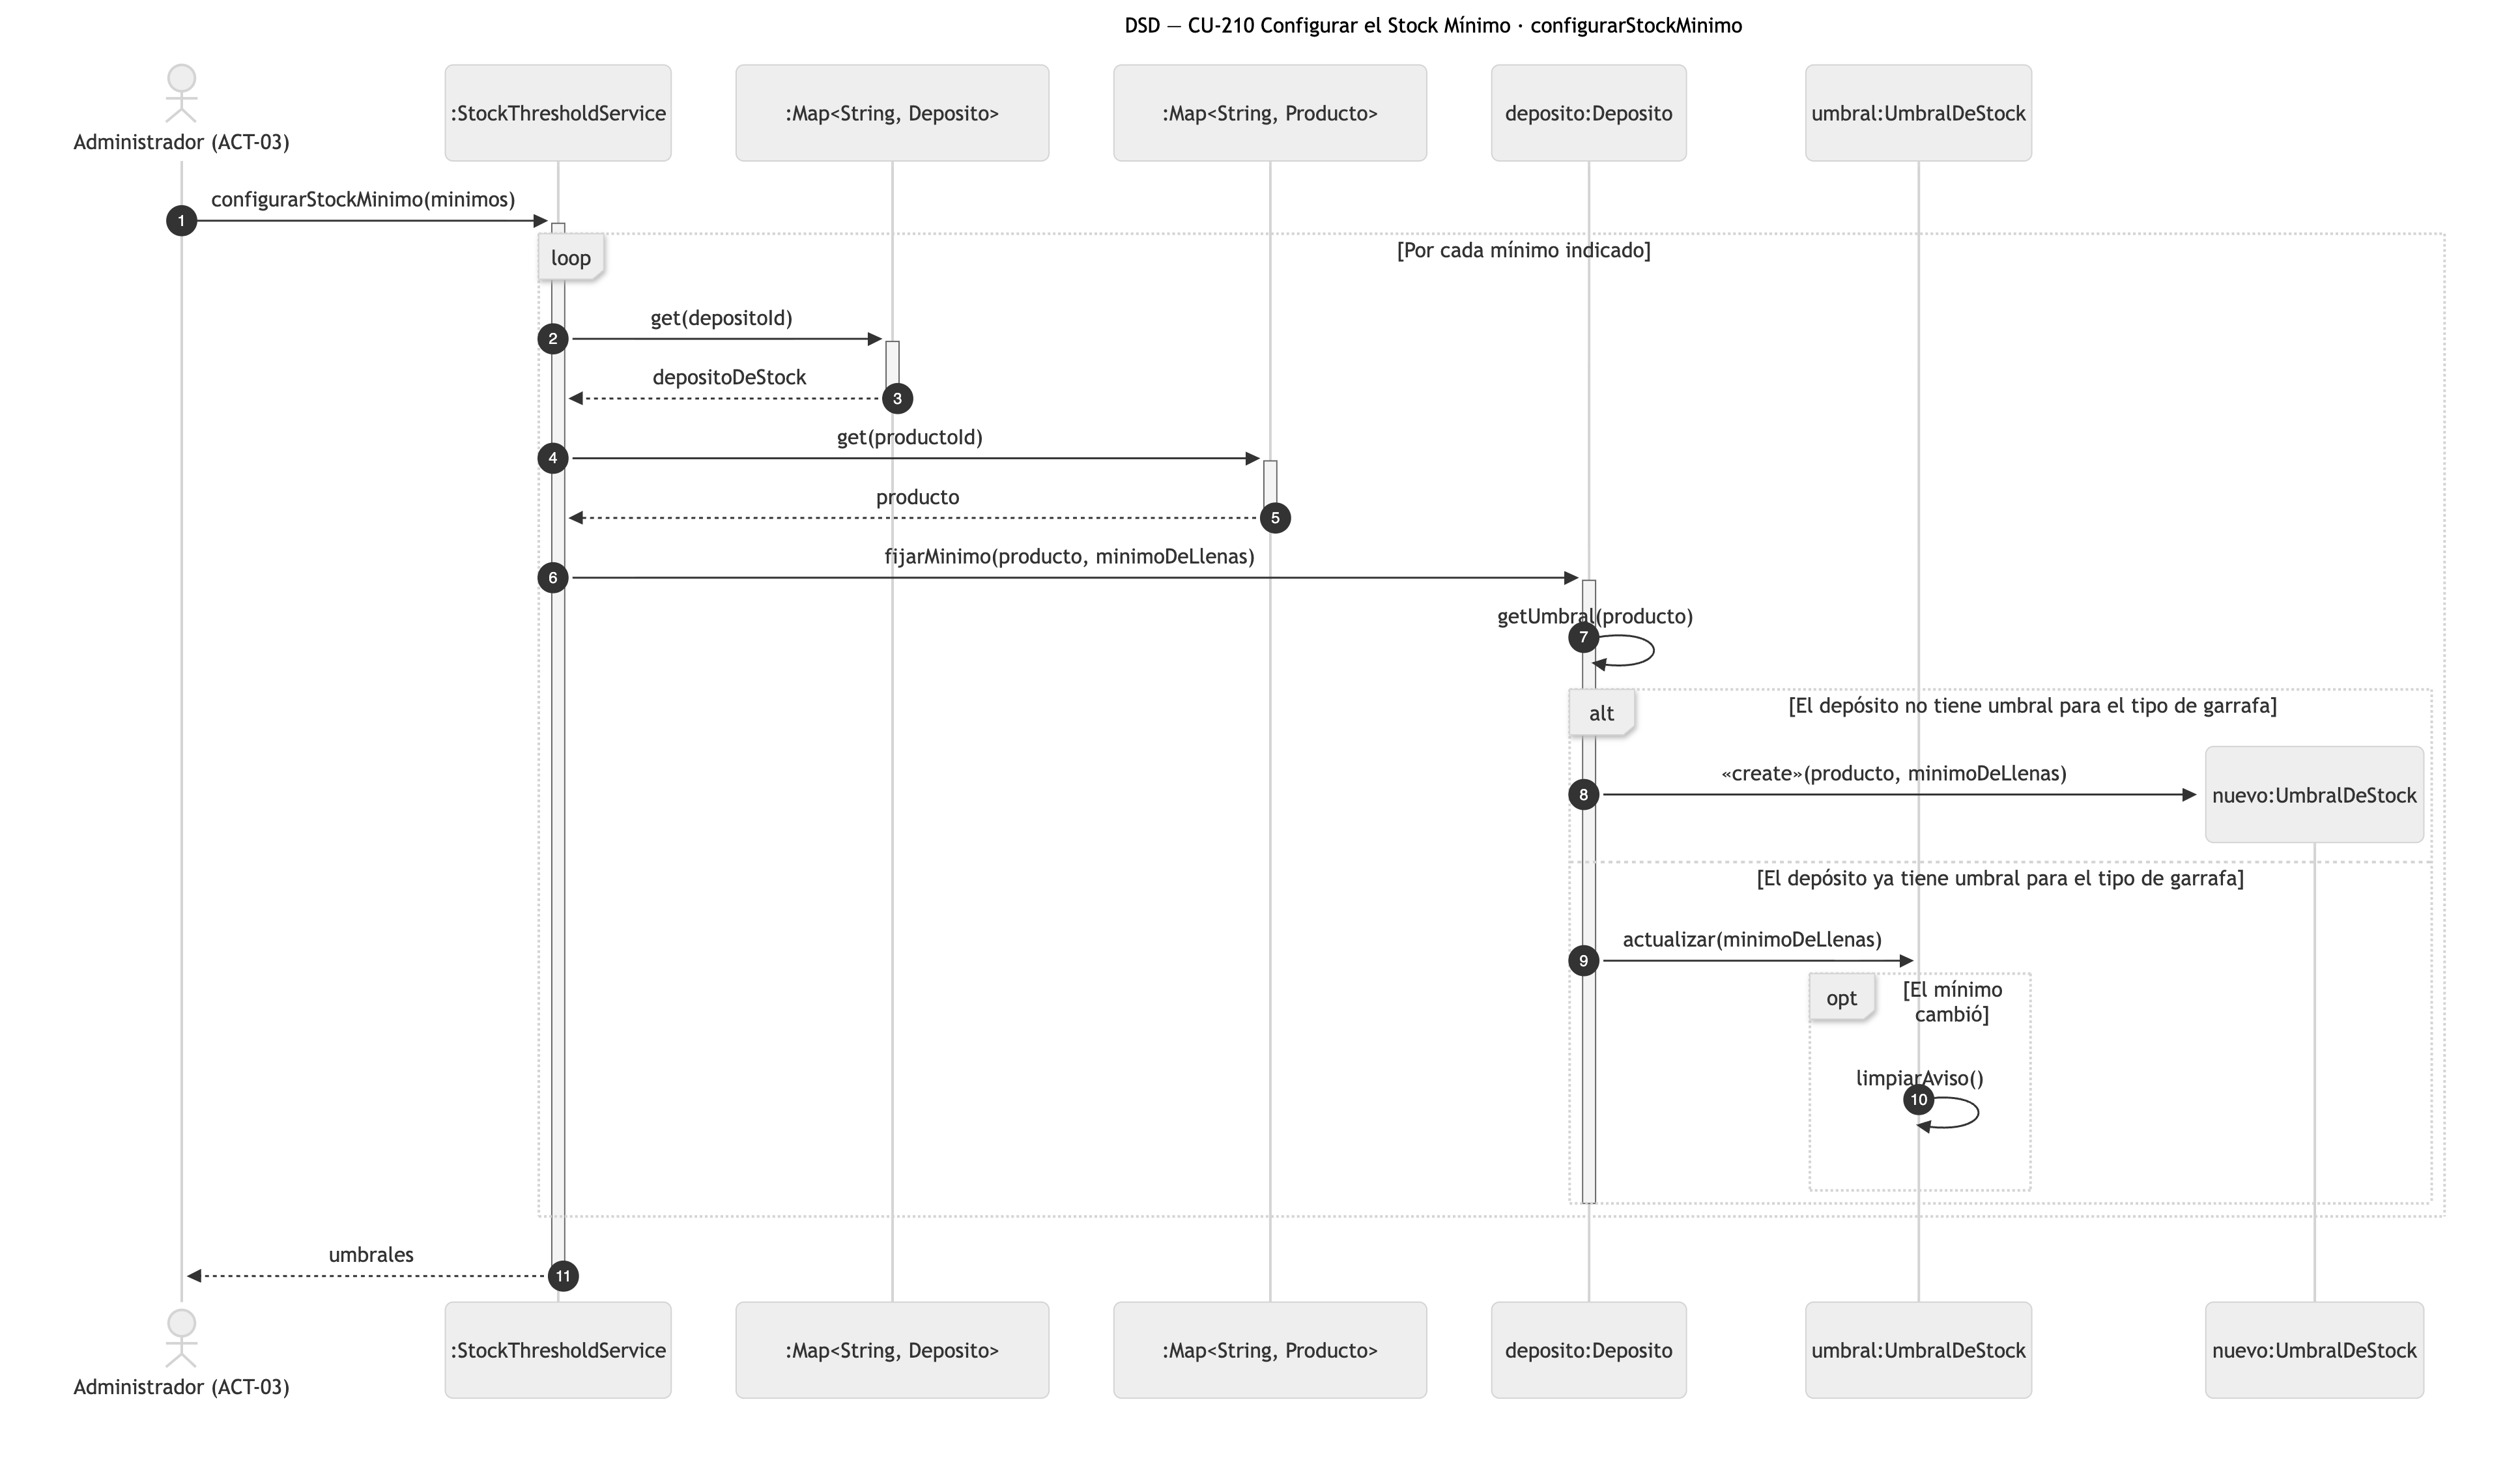 DSD — CU-210 Configurar el Stock Mínimo · configurarStockMinimo
Administrador (ACT-03)
:StockThresholdService
:Map<String, Deposito>
:Map<String, Producto>
deposito:Deposito
umbral:UmbralDeStock
configurarStockMinimo(minimos)
1
loop
[Por cada mínimo indicado]
get(depositoId)
2
depositoDeStock
3
get(productoId)
4
producto
5
fijarMinimo(producto, minimoDeLlenas)
6
getUmbral(producto)
7
alt
[El depósito no tiene umbral para el tipo de garrafa]
«create»(producto, minimoDeLlenas)
8
nuevo:UmbralDeStock
[El depósito ya tiene umbral para el tipo de garrafa]
actualizar(minimoDeLlenas)
9
opt
[El mínimo
cambió]
limpiarAviso()
10
umbrales
11
Administrador (ACT-03)
:StockThresholdService
:Map<String, Deposito>
:Map<String, Producto>
deposito:Deposito
umbral:UmbralDeStock
nuevo:UmbralDeStock